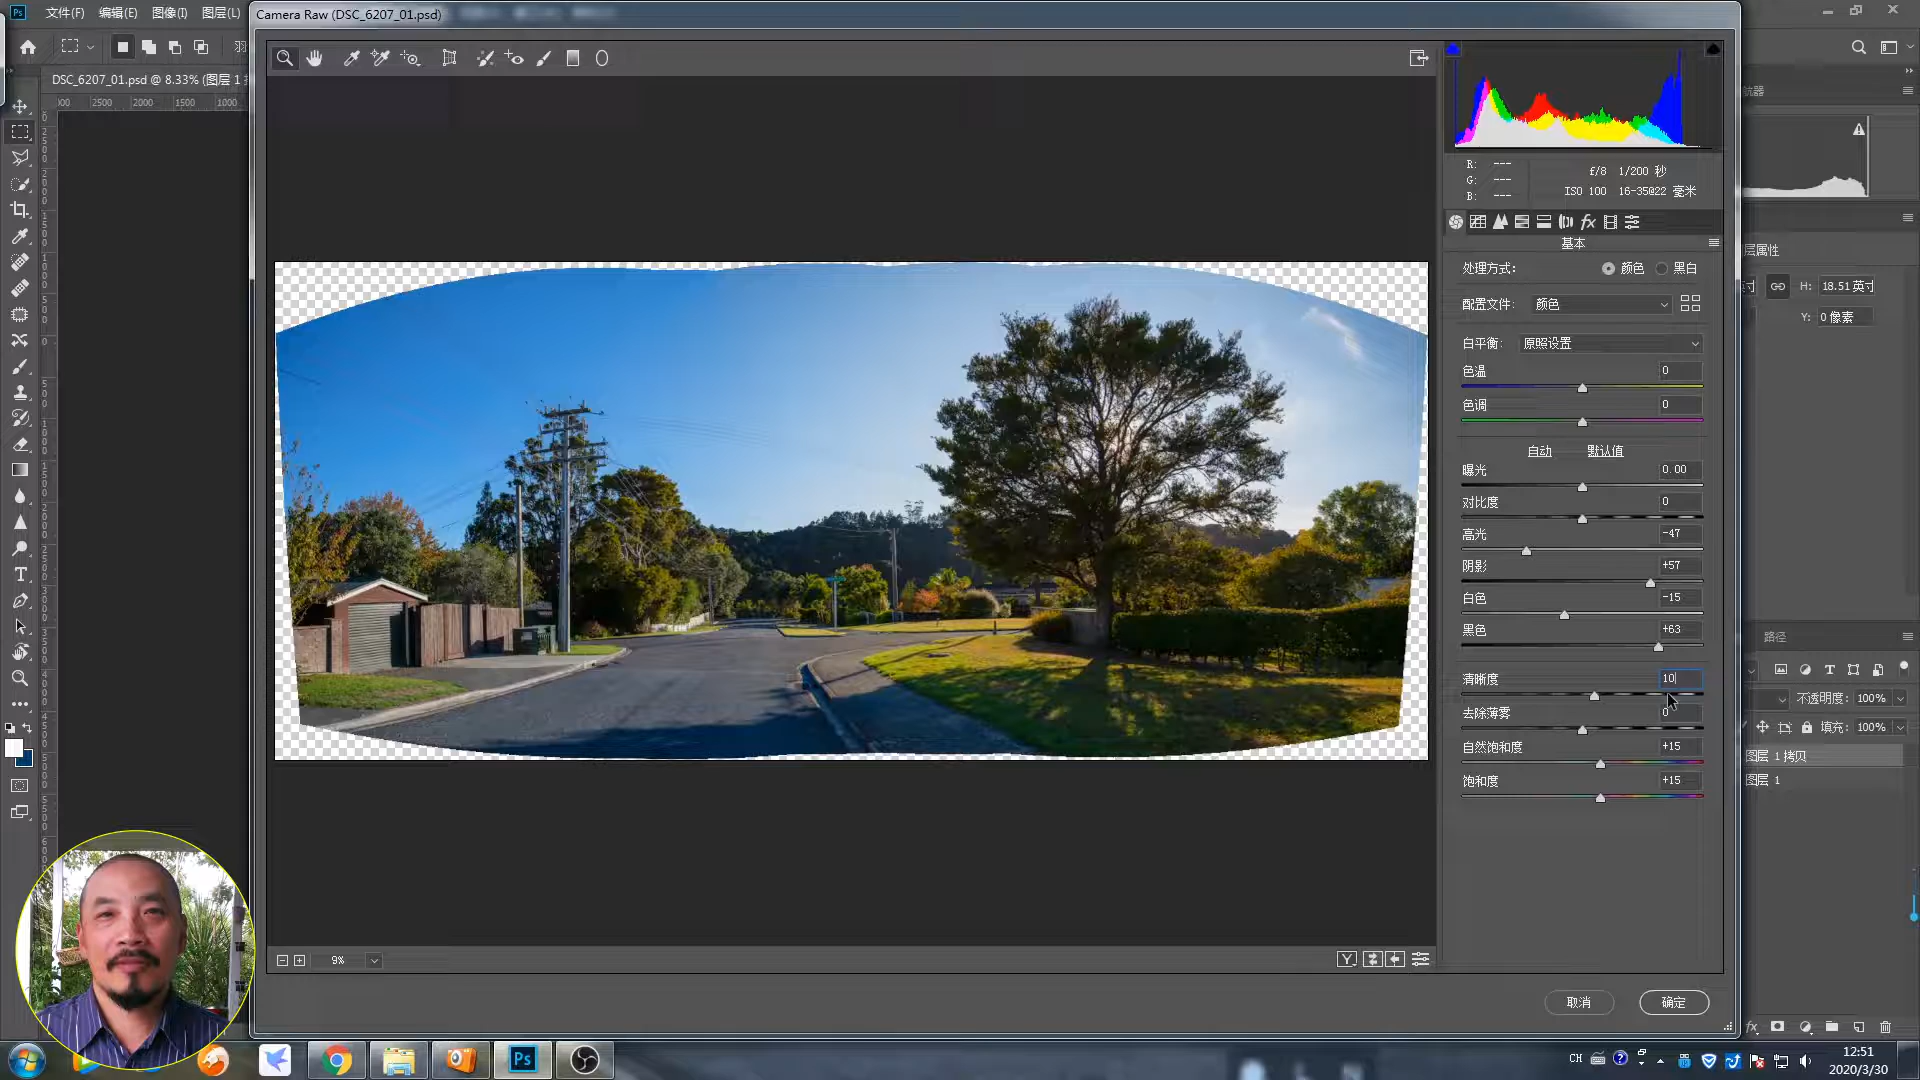 文件(F) 编辑(E) 图像(I) 图层(L)
Camera Raw (DSC_6207_01.psd)
DSC_6207_01.psd @ 8.33% (图层 1
2500 2000 1500 1000
R: ---
G: ---
B: ---
f/8 1/200 秒
ISO 100 16-35@22 毫米
基本
处理方式: 颜色 黑白
配置文件: 颜色
白平衡: 原照设置
色温 0
色调 0
自动 默认值
曝光 0.00
对比度 0
高光 -47
阴影 +57
白色 -15
黑色 +63
清晰度 10
去除薄雾 0
自然饱和度 +15
饱和度 +15
9%
取消 确定
层属性
H: 18.51 英寸
Y: 0 像素
路径
不透明度: 100%
填充: 100%
图层 1 拷贝
图层 1
CH
12:51
2020/3/30